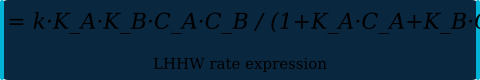 = k·K_A·K_B·C_A·C_B / (1+K_A·C_A+K_B·C
LHHW rate expression